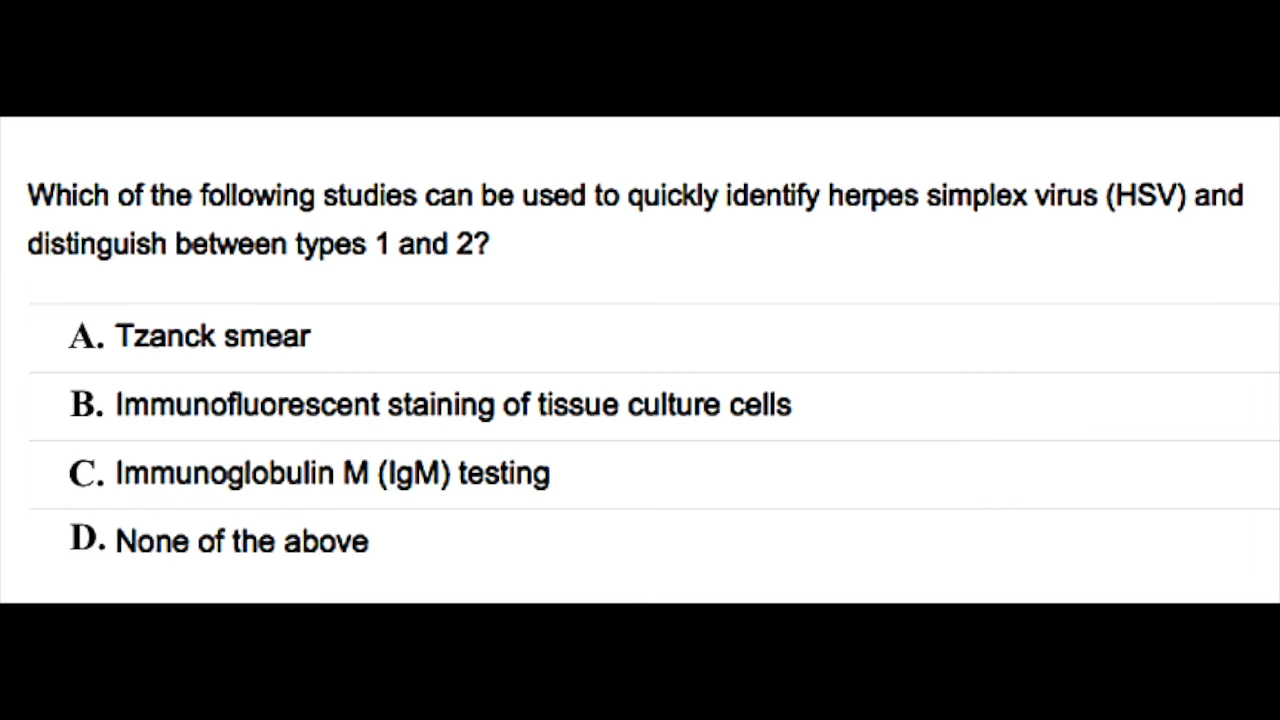 Which of the following studies can be used to quickly identify herpes simplex virus (HSV) and
distinguish between types 1 and 2?
A. Tzanck smear
B. Immunofluorescent staining of tissue culture cells
C. Immunoglobulin M (IgM) testing
D. None of the above